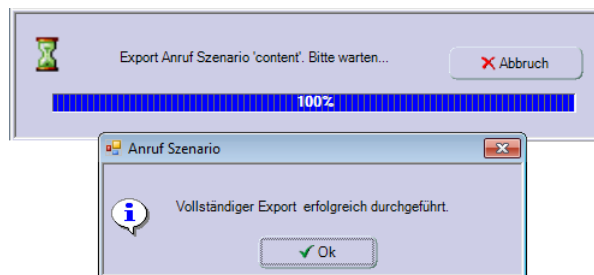 Export Anruf Szenario 'content'. Bitte warten...
Abbruch
100%
Anruf Szenario
Vollständiger Export erfolgreich durchgeführt.
Ok